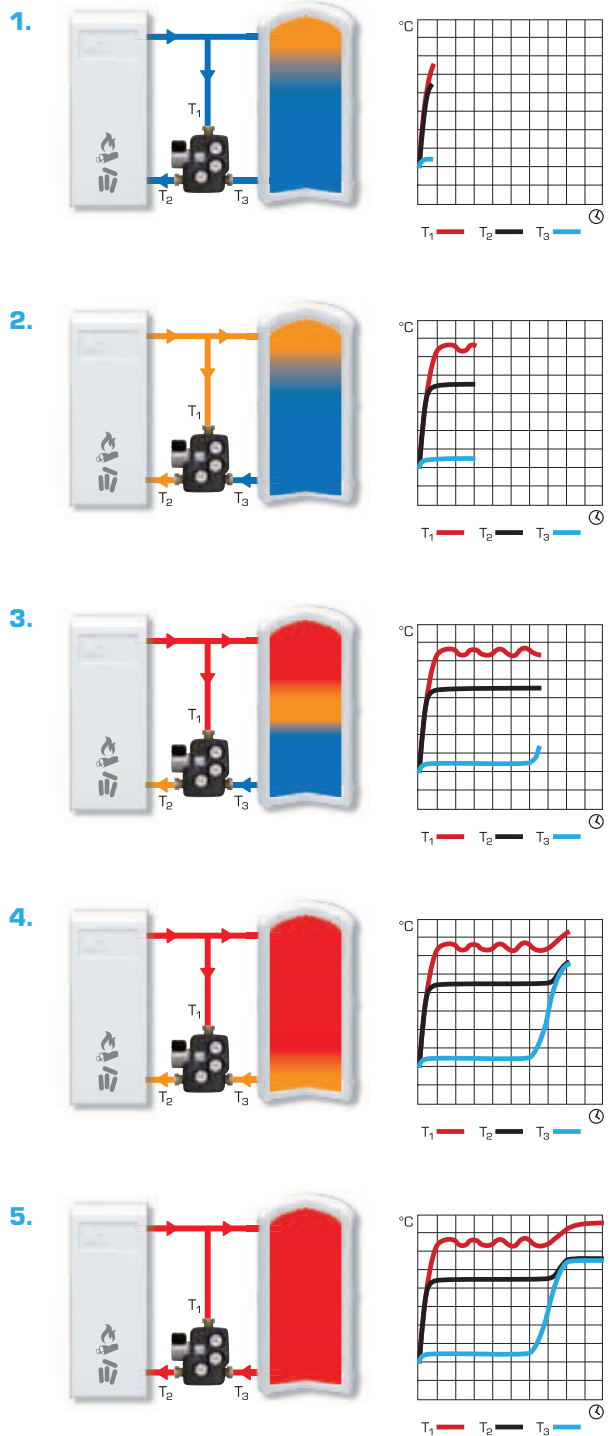 1.
T₁
T₂ T₃
°C
T₁ T₂ T₃
2.
T₁
T₂ T₃
°C
T₁ T₂ T₃
3.
T₁
T₂ T₃
°C
T₁ T₂ T₃
4.
T₁
T₂ T₃
°C
T₁ T₂ T₃
5.
T₁
T₂ T₃
°C
T₁ T₂ T₃